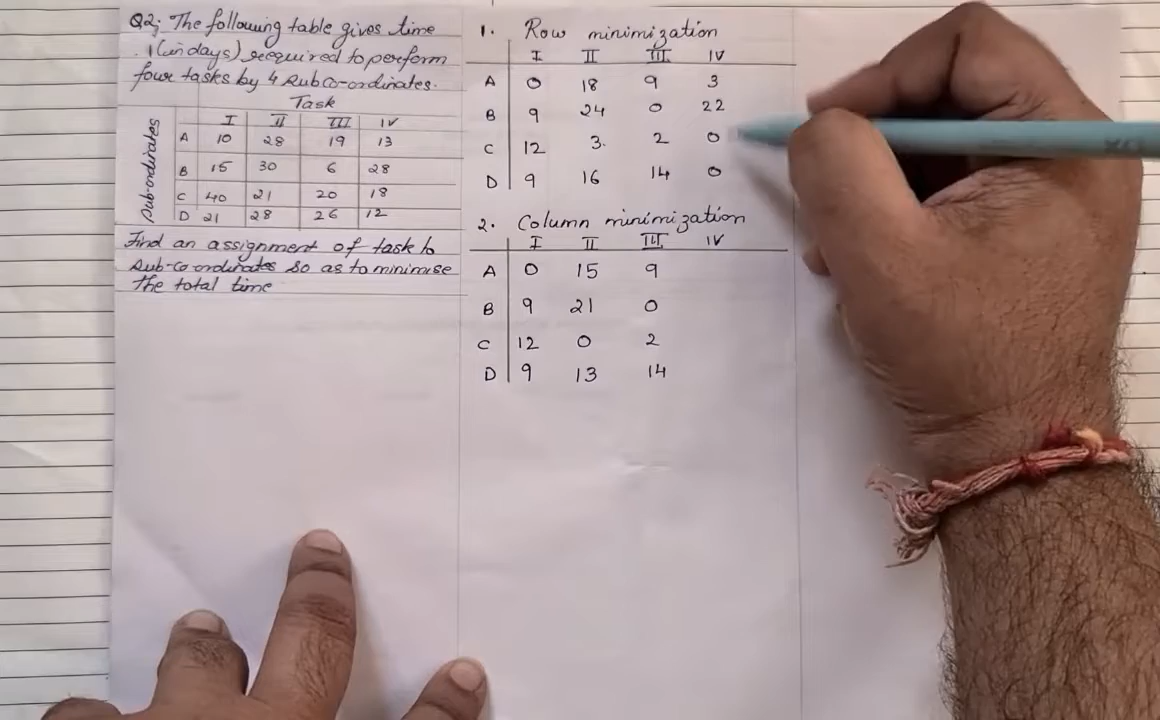 Q2; The following table gives time
(in days) required to perform
four tasks by 4 subco-ordinates.
Task
I II III IV
Sub-ordinates
A 10 28 19 13
B 15 30 6 28
C 40 21 20 18
D 21 28 26 12
Find an assignment of task to
Sub-co ordinates so as to minimise
the total time
1. Row minimization
I II III IV
A 0 18 9 3
B 9 24 0 22
C 12 3. 2 0
D 9 16 14 0
2. Column minimization
I II III IV
A 0 15 9
B 9 21 0
C 12 0 2
D 9 13 14